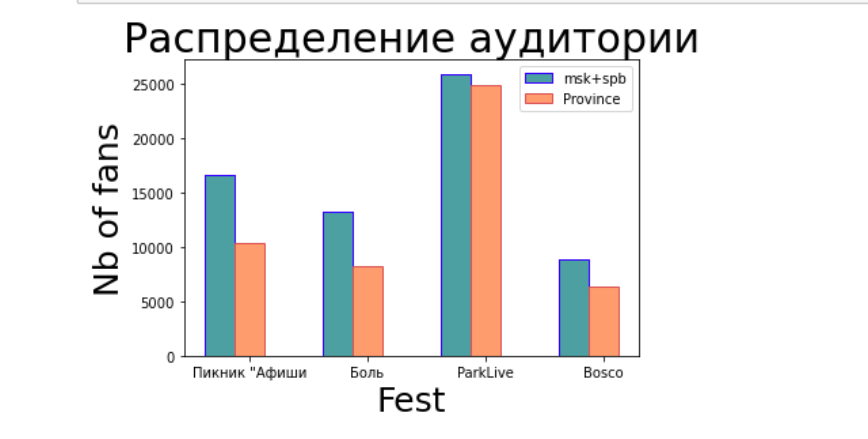 Распределение аудитории
msk+spb
Province
Nb of fans
25000
20000
15000
10000
5000
0
Пикник "Афиши Боль ParkLive Bosco
Fest